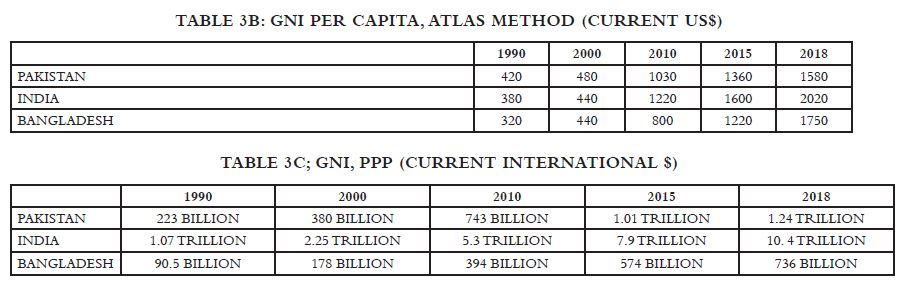 TABLE 3B: GNI PER CAPITA, ATLAS METHOD (CURRENT US$)
1990 2000 2010 2015 2018
PAKISTAN 420 480 1030 1360 1580
INDIA 380 440 1220 1600 2020
BANGLADESH 320 440 800 1220 1750
TABLE 3C; GNI, PPP (CURRENT INTERNATIONAL $)
1990 2000 2010 2015 2018
PAKISTAN 223 BILLION 380 BILLION 743 BILLION 1.01 TRILLION 1.24 TRILLION
INDIA 1.07 TRILLION 2.25 TRILLION 5.3 TRILLION 7.9 TRILLION 10. 4 TRILLION
BANGLADESH 90.5 BILLION 178 BILLION 394 BILLION 574 BILLION 736 BILLION